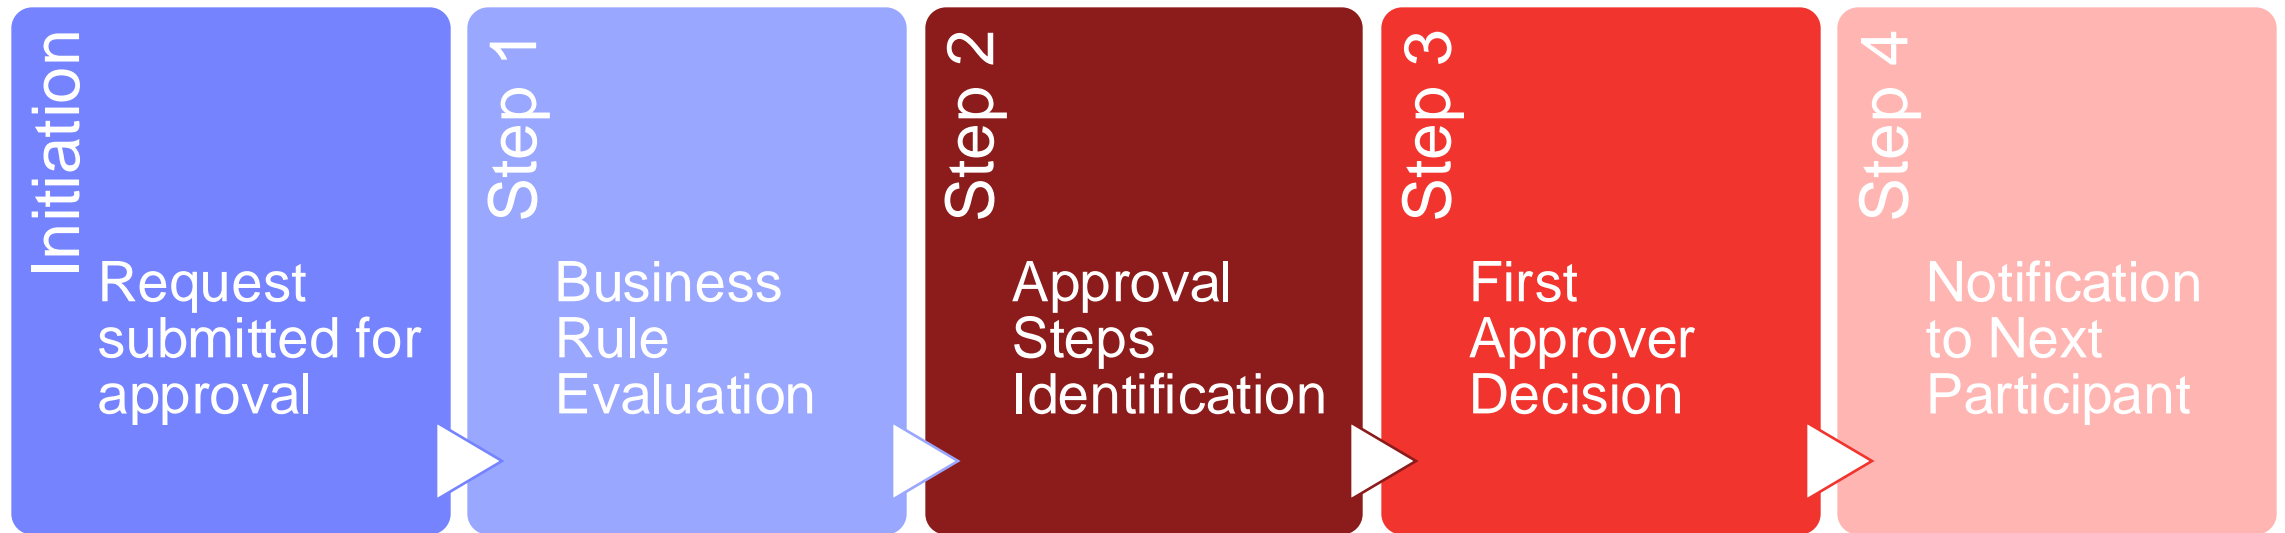 Initiation
Request
submitted for
approval
Step 1
Business
Rule
Evaluation
Step 2
Approval
Steps
Identification
Step 3
First
Approver
Decision
Step 4
Notification
to Next
Participant